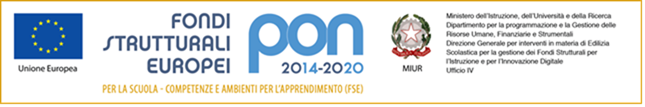 Unione Europea
FONDI
STRUTTURALI
EUROPEI
pon
2014-2020
PER LA SCUOLA - COMPETENZE E AMBIENTI PER L'APPRENDIMENTO (FSE)
MIUR
Ministero dell'Istruzione, dell'Università e della Ricerca
Dipartimento per la programmazione e la Gestione delle
Risorse Umane, Finanziarie e Strumentali
Direzione Generale per interventi in materia di Edilizia
Scolastica per la gestione dei Fondi Strutturali per
l'Istruzione e per l'Innovazione Digitale
Ufficio IV